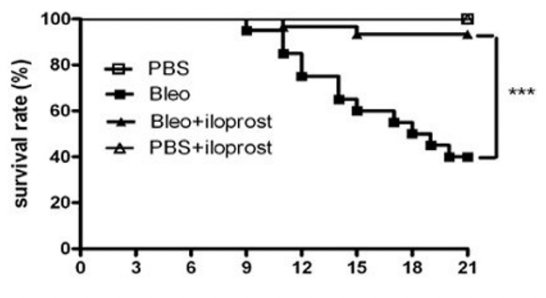 survival rate (%)
100
80
60
40
20
0
PBS
Bleo
Bleo+iloprost
PBS+iloprost
***
0 3 6 9 12 15 18 21